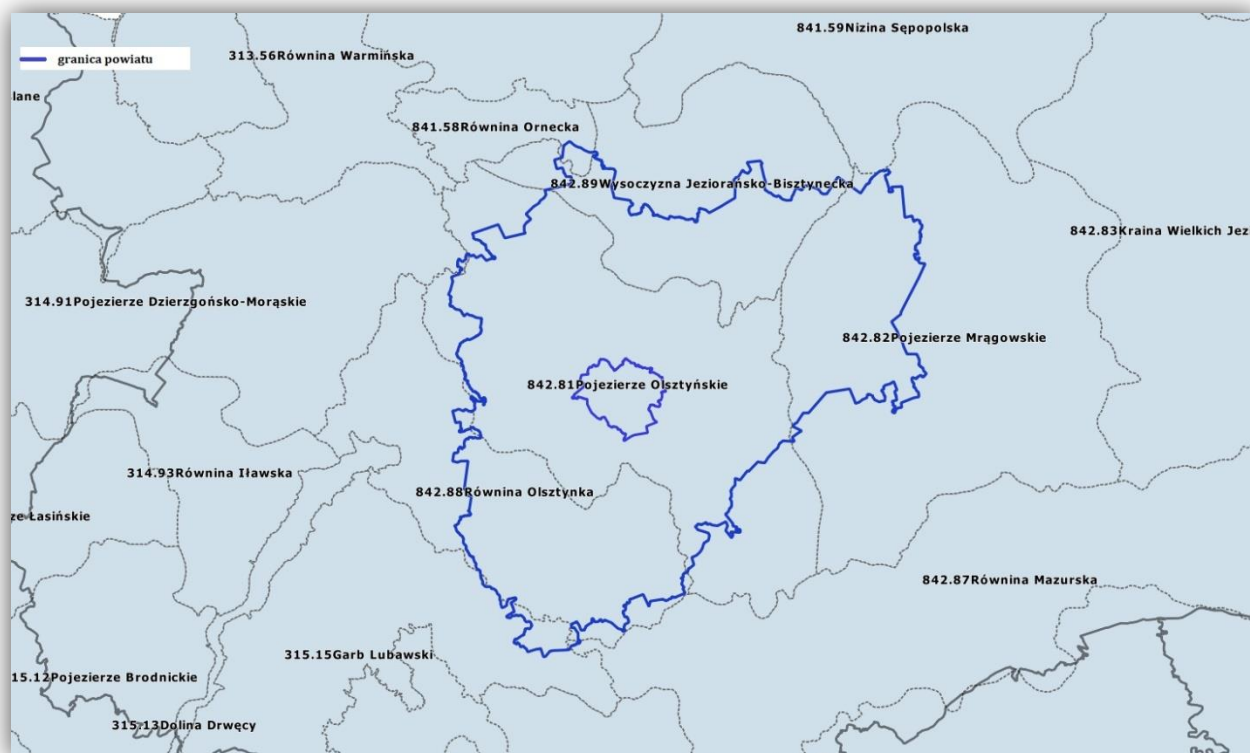 841.59Nizina Sępopolska
granica powiatu
313.56Równina Warmińska
lane
841.58Równina Ornecka
842.89Wysoczyzna Jeziorańsko-Bisztynecka
842.83Kraina Wielkich Jez
314.91Pojezierze Dzierzgońsko-Morąskie
842.82Pojezierze Mrągowskie
842.81Pojezierze Olsztyńskie
314.93Równina Iławska
842.88Równina Olsztynka
ze Łasińskie
842.87Równina Mazurska
315.15Garb Lubawski
15.12Pojezierze Brodnickie
315.13Dolina Drwęcy